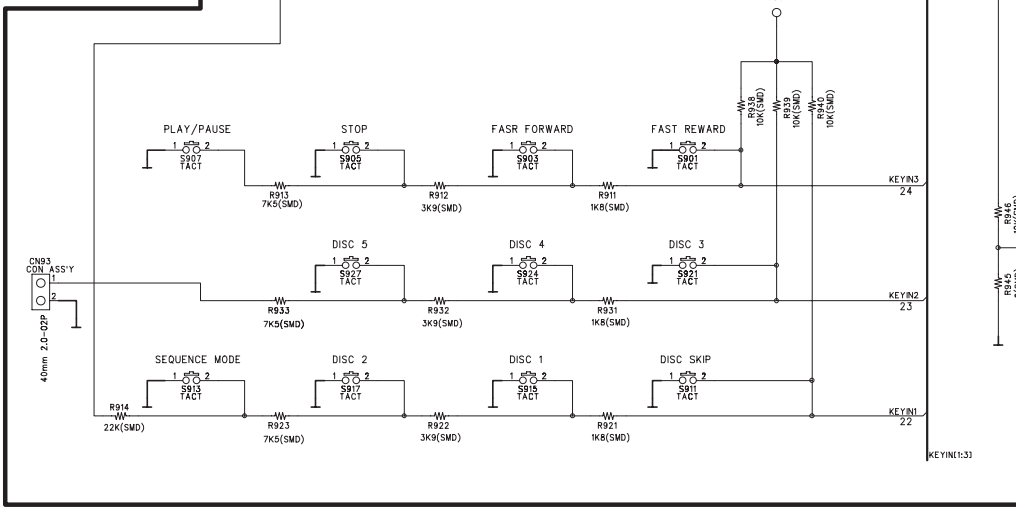 R938
10K(SMD)
R939
10K(SMD)
R940
10K(SMD)
PLAY/PAUSE
STOP
FASR FORWARD
FAST REWARD
1 2
S907
TACT
1 2
S905
TACT
1 2
S903
TACT
1 2
S901
TACT
R913
7K5(SMD)
R912
3K9(SMD)
R911
1K8(SMD)
KEYIN3
24
R946
DISC 5
DISC 4
DISC 3
1 2
S927
TACT
1 2
S924
TACT
1 2
S921
TACT
CN93
CON ASS'Y
1
2
40mm 2.0-02P
R933
7K5(SMD)
R932
3K9(SMD)
R931
1K8(SMD)
KEYIN2
23
R945
SEQUENCE MODE
DISC 2
DISC 1
DISC SKIP
1 2
S913
TACT
1 2
S917
TACT
1 2
S915
TACT
1 2
S911
TACT
R914
22K(SMD)
R923
7K5(SMD)
R922
3K9(SMD)
R921
1K8(SMD)
KEYIN1
22
KEYIN[1:3]